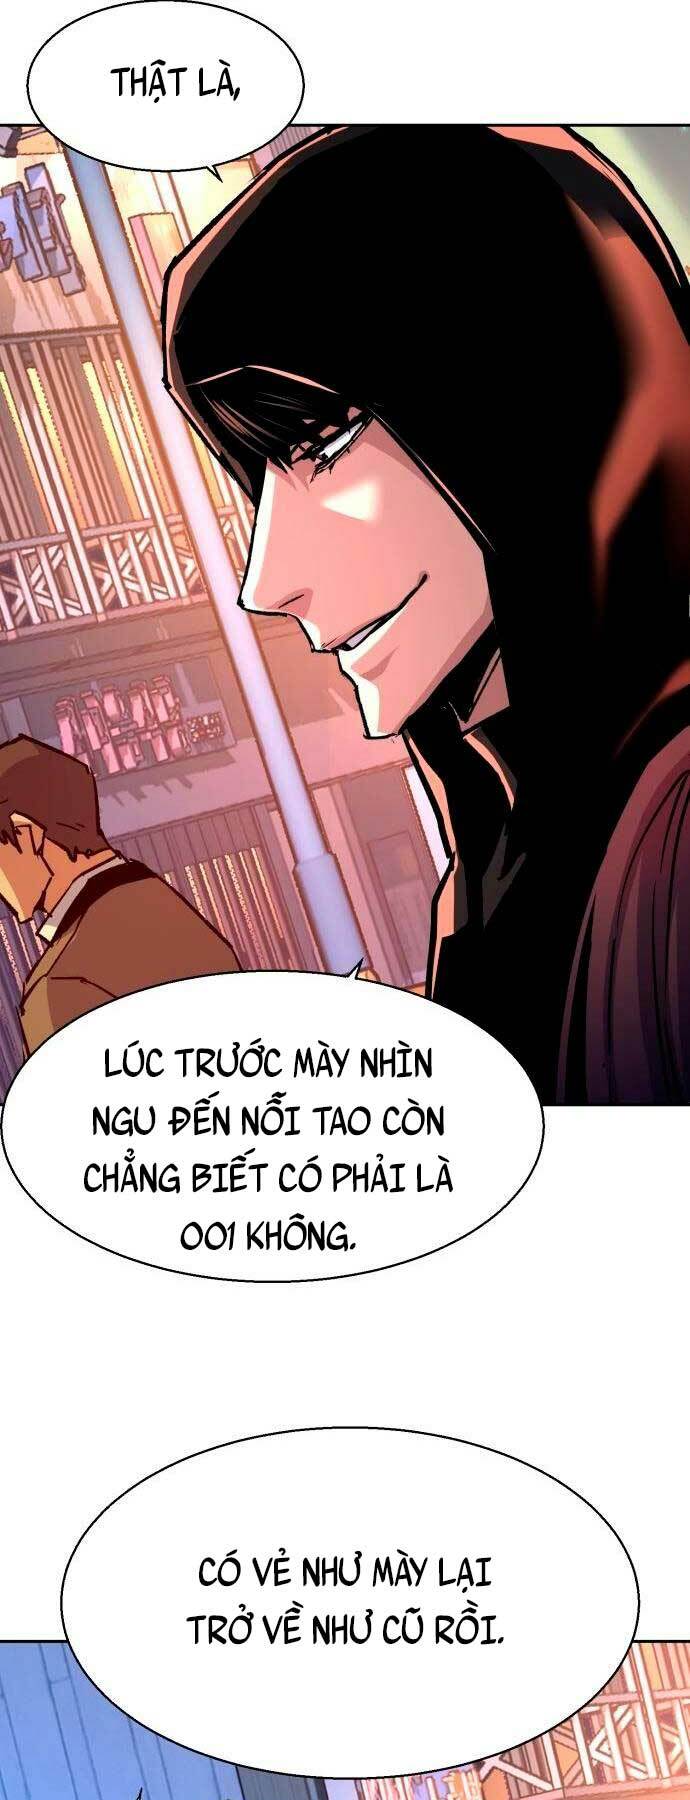 THẬT LÀ,
LÚC TRƯỚC MÀY NHÌN
NGU ĐẾN NỖI TAO CÒN
CHẲNG BIẾT CÓ PHẢI LÀ
001 KHÔNG.
CÓ VẺ NHƯ MÀY LẠI
TRỞ VỀ NHƯ CŨ RỒI.